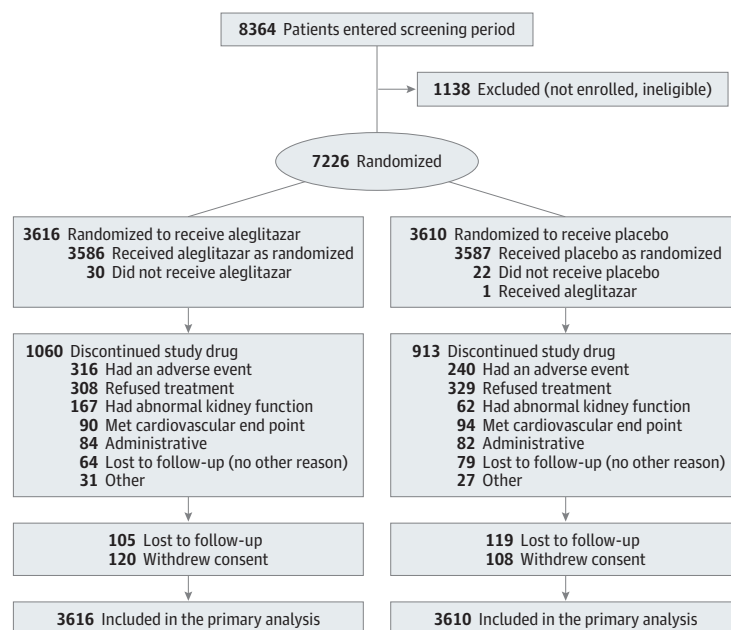 8364 Patients entered screening period
1138 Excluded (not enrolled, ineligible)
7226 Randomized
3616 Randomized to receive aleglitazar
3586 Received aleglitazar as randomized
30 Did not receive aleglitazar
3610 Randomized to receive placebo
3587 Received placebo as randomized
22 Did not receive placebo
1 Received aleglitazar
1060 Discontinued study drug
316 Had an adverse event
308 Refused treatment
167 Had abnormal kidney function
90 Met cardiovascular end point
84 Administrative
64 Lost to follow-up (no other reason)
31 Other
913 Discontinued study drug
240 Had an adverse event
329 Refused treatment
62 Had abnormal kidney function
94 Met cardiovascular end point
82 Administrative
79 Lost to follow-up (no other reason)
27 Other
105 Lost to follow-up
120 Withdrew consent
119 Lost to follow-up
108 Withdrew consent
3616 Included in the primary analysis
3610 Included in the primary analysis